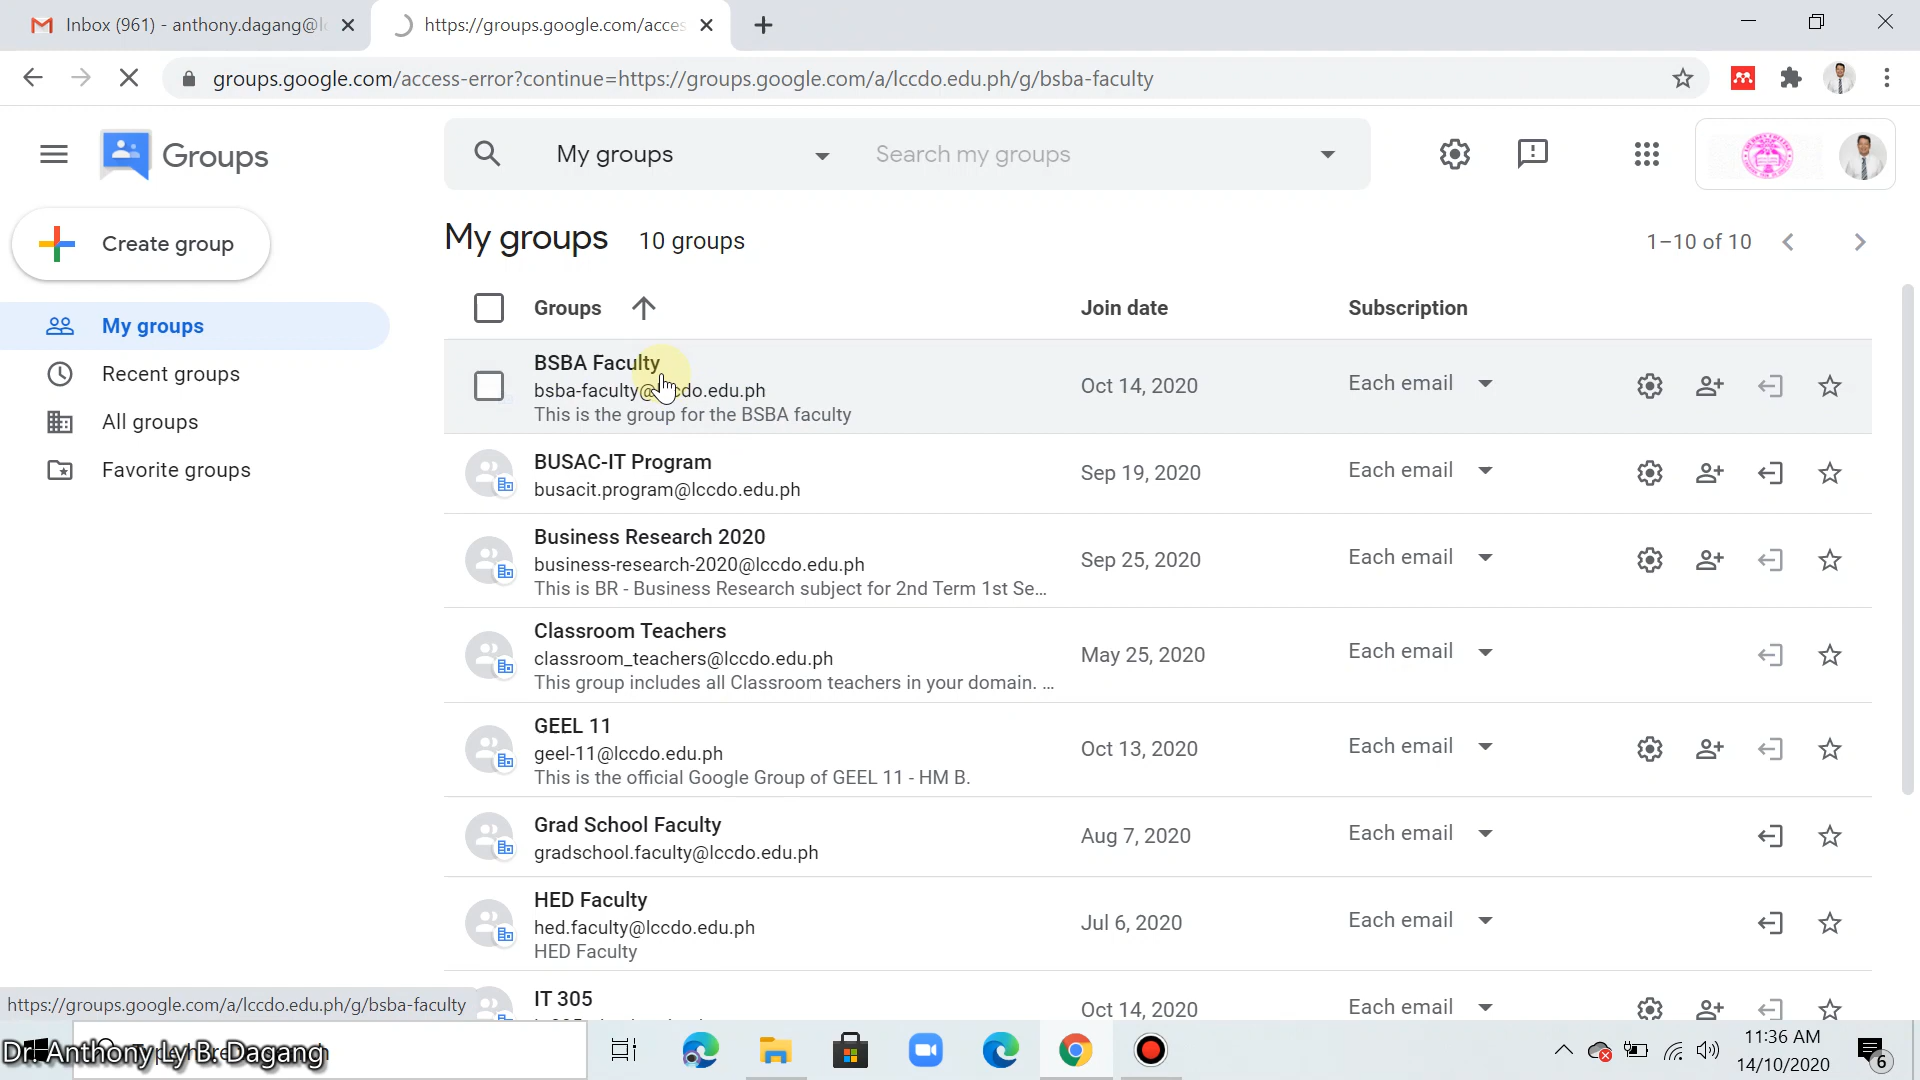 Inbox (961) - anthony.dagang@l
https://groups.google.com/acces
groups.google.com/access-error?continue=https://groups.google.com/a/lccdo.edu.ph/g/bsba-faculty
Groups
My groups
Search my groups
Create group
My groups
Recent groups
All groups
Favorite groups
My groups 10 groups
1–10 of 10
Groups Join date Subscription
BSBA Faculty
bsba-faculty@lccdo.edu.ph
This is the group for the BSBA faculty
Oct 14, 2020
Each email
BUSAC-IT Program
busacit.program@lccdo.edu.ph
Sep 19, 2020
Each email
Business Research 2020
business-research-2020@lccdo.edu.ph
This is BR - Business Research subject for 2nd Term 1st Se...
Sep 25, 2020
Each email
Classroom Teachers
classroom_teachers@lccdo.edu.ph
This group includes all Classroom teachers in your domain. ...
May 25, 2020
Each email
GEEL 11
geel-11@lccdo.edu.ph
This is the official Google Group of GEEL 11 - HM B.
Oct 13, 2020
Each email
Grad School Faculty
gradschool.faculty@lccdo.edu.ph
Aug 7, 2020
Each email
HED Faculty
hed.faculty@lccdo.edu.ph
HED Faculty
Jul 6, 2020
Each email
IT 305
Oct 14, 2020
Each email
https://groups.google.com/a/lccdo.edu.ph/g/bsba-faculty
Dr. Anthony Ly B. Dagang
11:36 AM
14/10/2020
6